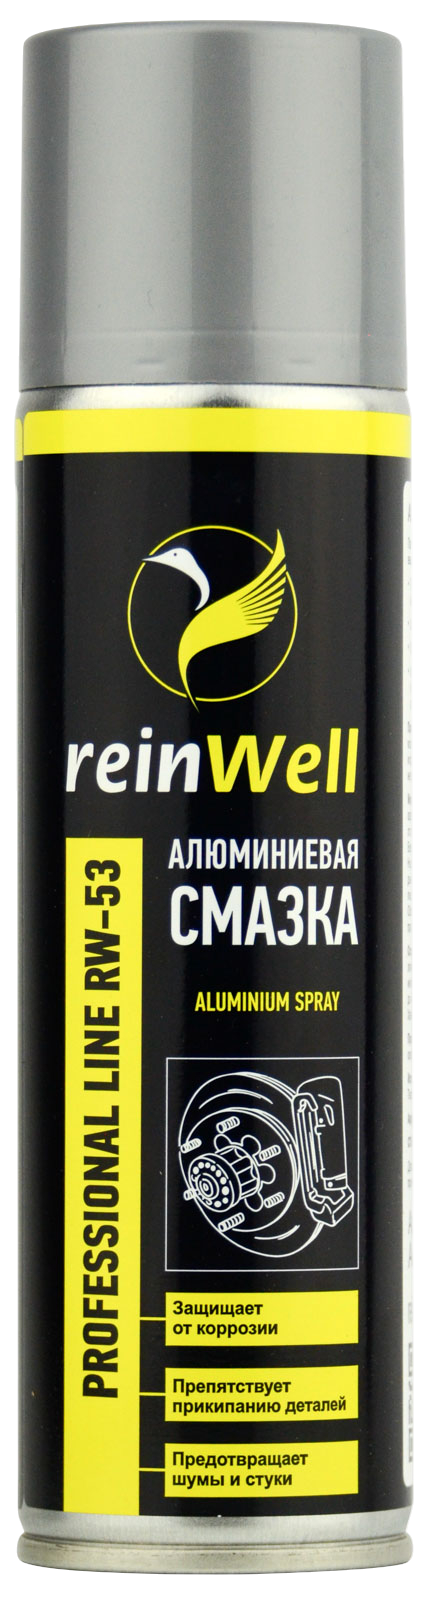 reinWell
АЛЮМИНИЕВАЯ
СМАЗКА
ALUMINIUM SPRAY
PROFESSIONAL LINE RW-53
Защищает
от коррозии
Препятствует
прикипанию деталей
Предотвращает
шумы и стуки